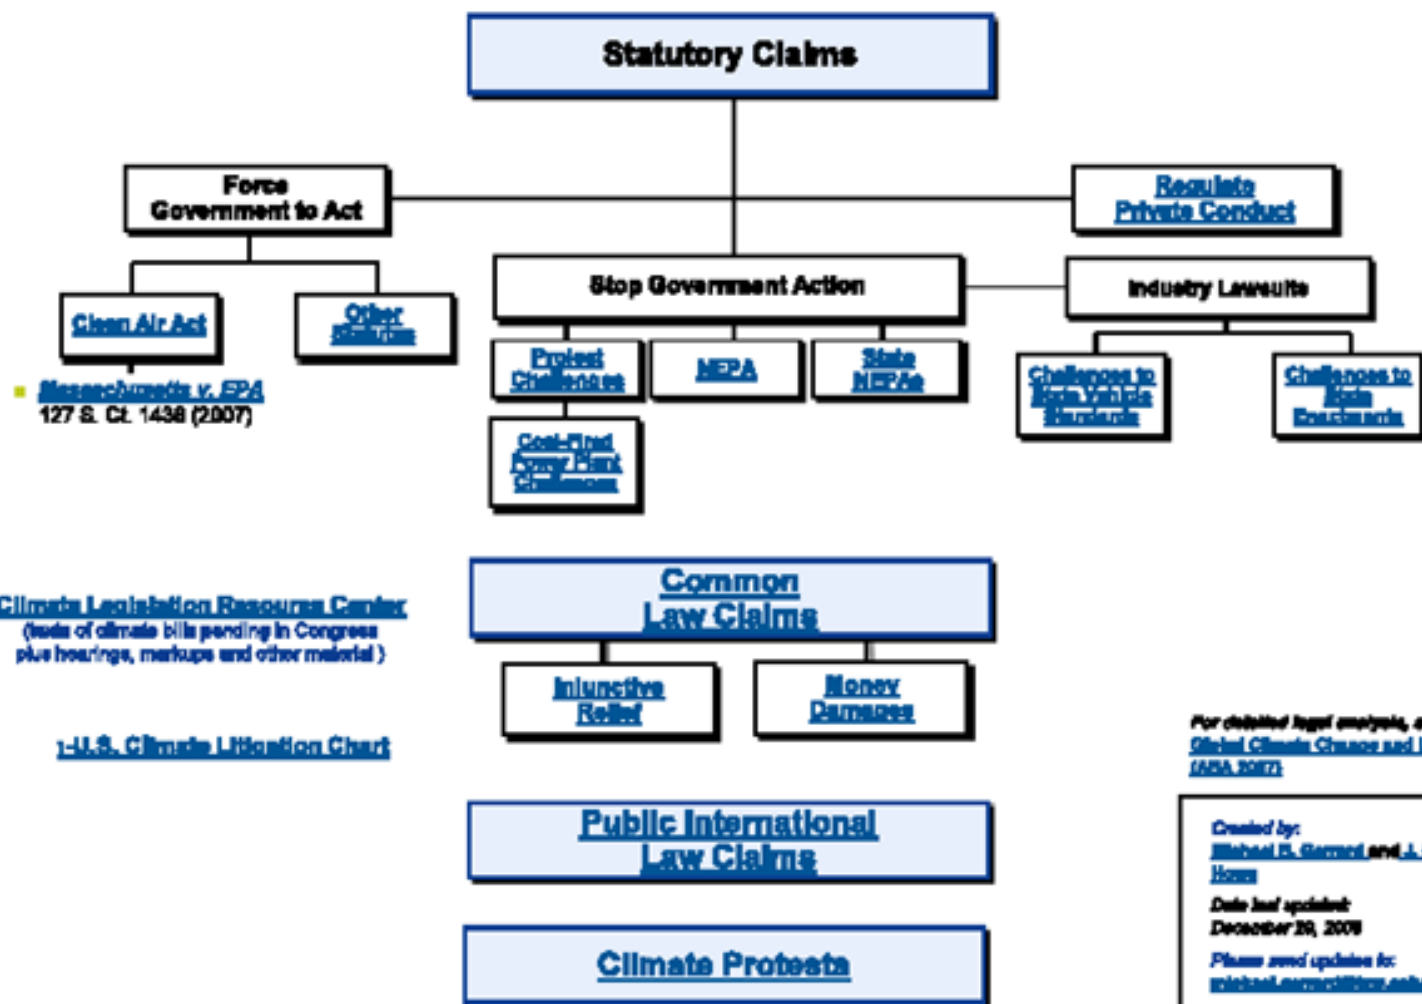 Statutory Claims
Force
Government to Act
Regulate
Private Conduct
Stop Government Action
Industry Lawsuits
Clean Air Act
Other
Statutes
Project
Challenges
NEPA
State
NEPAs
Challenges to
State Vehicle
Standards
Challenges to
State
Enactments
Massachusetts v. EPA
127 S. Ct. 1438 (2007)
Coal-Fired
Power Plant
Challenges
Common
Law Claims
Climate Legislation Resource Center
(texts of climate bills pending in Congress
plus hearings, markups and other material )
Injunctive
Relief
Money
Damages
-U.S. Climate Litigation Chart
For detailed legal analysis,
Global Climate Change and
(ABA 2007)
Public International
Law Claims
Created by:
Michael B. Gerrard and J.
Howe
Date last updated:
December 29,
Climate Protests
Please send updates to: